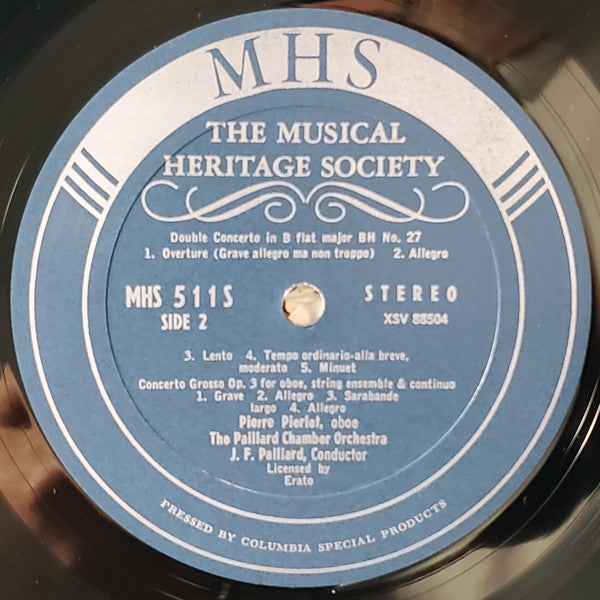 MHS
THE MUSICAL
HERITAGE SOCIETY
Double Concerto in B flat major BH No. 27
1. Overture (Grave allegro ma non troppo) 2. Allegro
MHS 511S
SIDE 2
STEREO
XSV 88504
3. Lento 4. Tempo ordinario-alla breve,
moderato 5. Minuet
Concerto Grosso Op. 3 for oboe, string ensemble & continuo
1. Grave 2. Allegro 3. Sarabande
largo 4. Allegro
Pierre Pierlot, oboe
The Paillard Chamber Orchestra
J. F. Paillard, Conductor
Licensed by
Erato
PRESSED BY COLUMBIA SPECIAL PRODUCTS